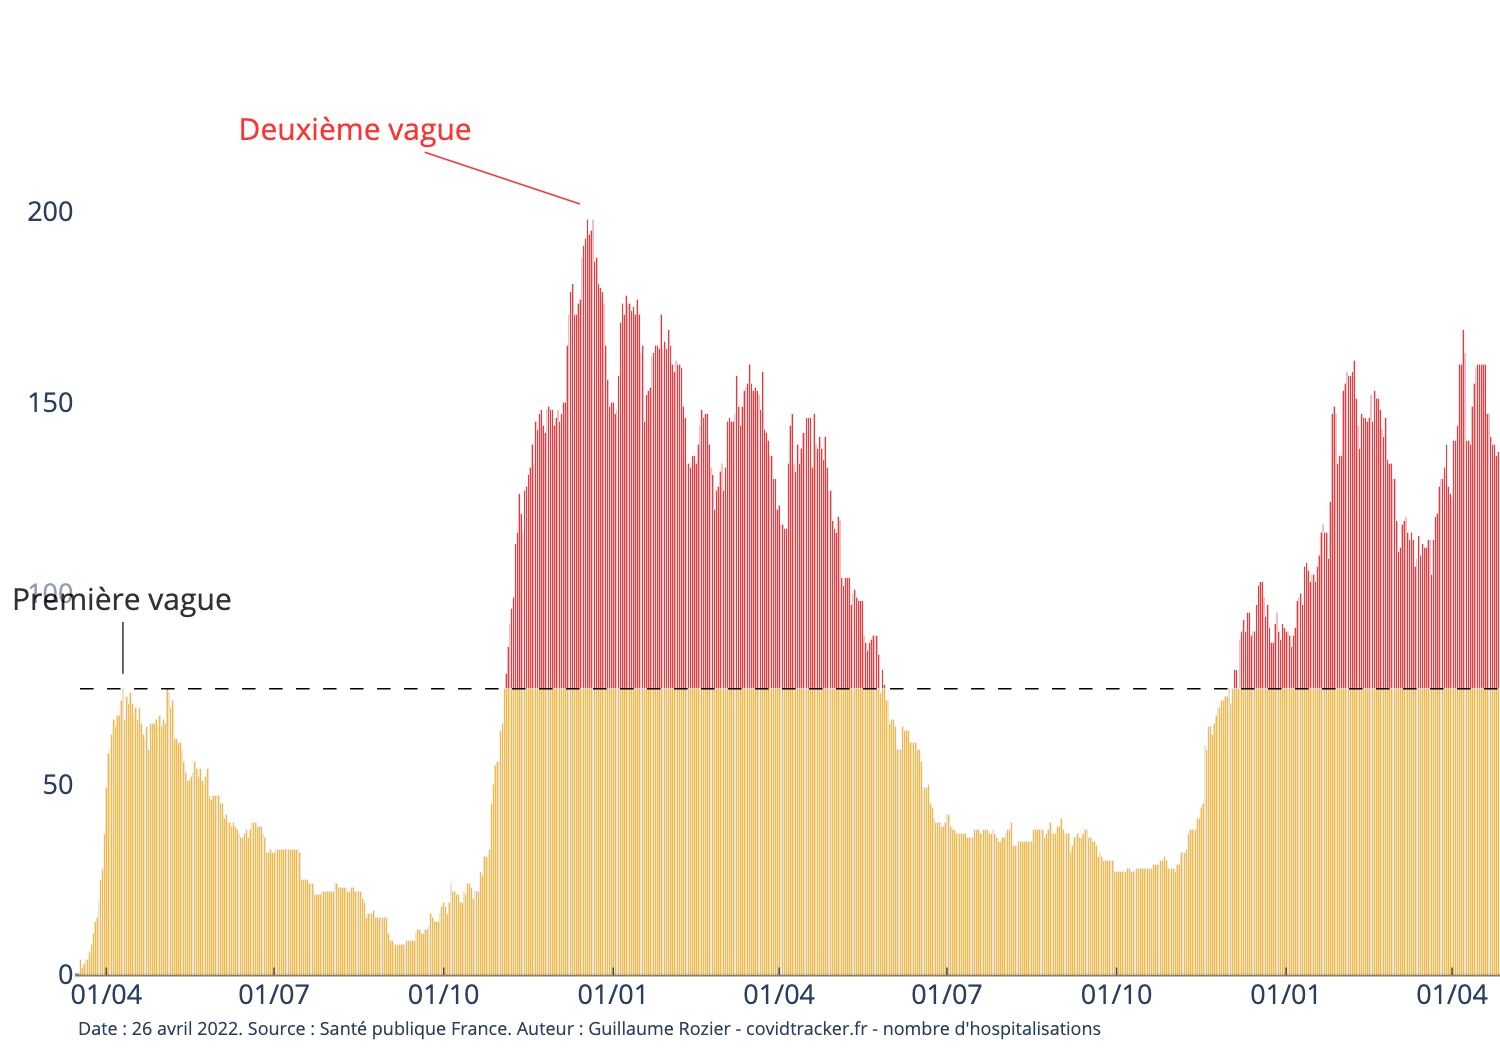 Deuxième vague
200
150
100
Première vague
50
0
01/04 01/07 01/10 01/01 01/04 01/07 01/10 01/01 01/04
Date : 26 avril 2022. Source : Santé publique France. Auteur : Guillaume Rozier - covidtracker.fr - nombre d'hospitalisations